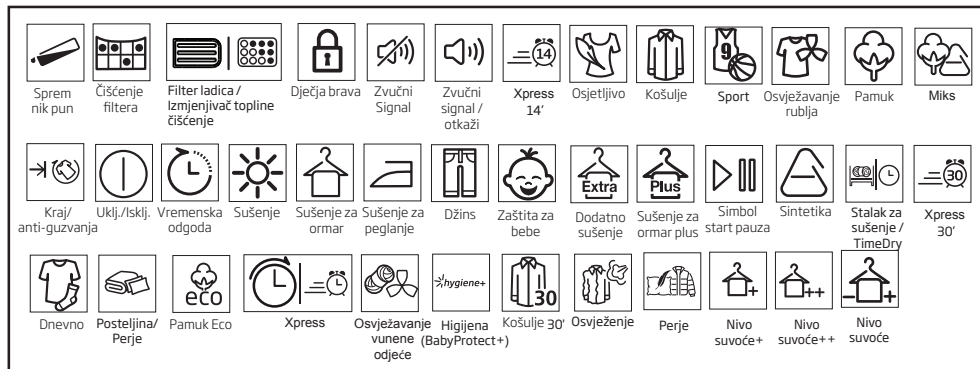 14
9
Sprem
nik pun
Čišćenje
filtera
Filter ladica /
Izmjenjivač topline
čišćenje
Dječja brava
Zvučni
Signal
Zvučni
signal /
otkaži
Xpress
14'
Osjetljivo
Košulje
Sport
Osvježavanje
rublja
Pamuk
Miks
Extra
Plus
30
Kraj/
anti-guzvanja
Uklj./Isklj.
Vremenska
odgoda
Sušenje
Sušenje za
ormar
Sušenje za
peglanje
Džins
Zaštita za
bebe
Dodatno
sušenje
Sušenje za
ormar plus
Simbol
start pauza
Sintetika
Stalak za
sušenje /
TimeDry
Xpress
30'
eco
hygiene+
30
+
++
- +
Dnevno
Posteljina/
Perje
Pamuk Eco
Xpress
Osvježavanje
vunene
odjeće
Higijena
(BabyProtect+)
Košulje 30'
Osvježenje
Perje
Nivo
suvoće+
Nivo
suvoće++
Nivo
suvoće